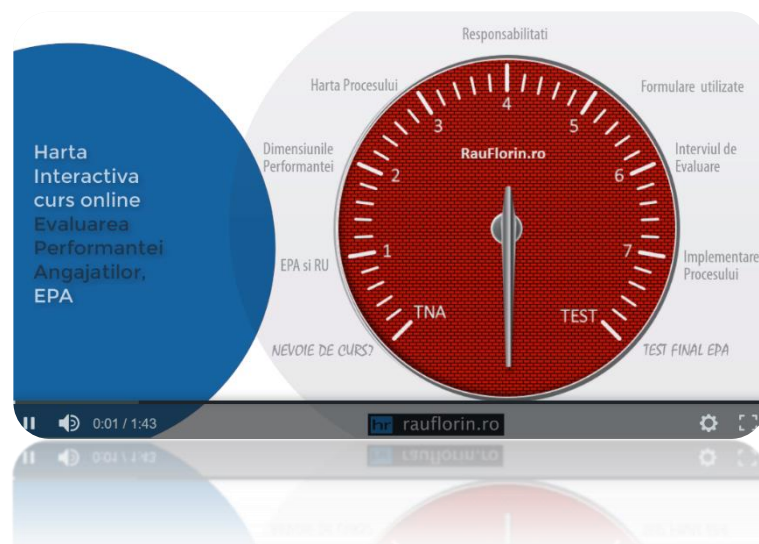 Harta
Interactiva
curs online
Evaluarea
Performantei
Angajatilor,
EPA
Responsabilitati
Harta Procesului
Formulare utilizate
Dimensiunile
Performantei
Interviul de
Evaluare
EPA si RU
Implementare
Procesului
NEVOIE DE CURS?
TEST FINAL EPA
RauFlorin.ro
TNA
1
2
3
4
5
6
7
TEST
0:01 / 1:43
hr rauflorin.ro